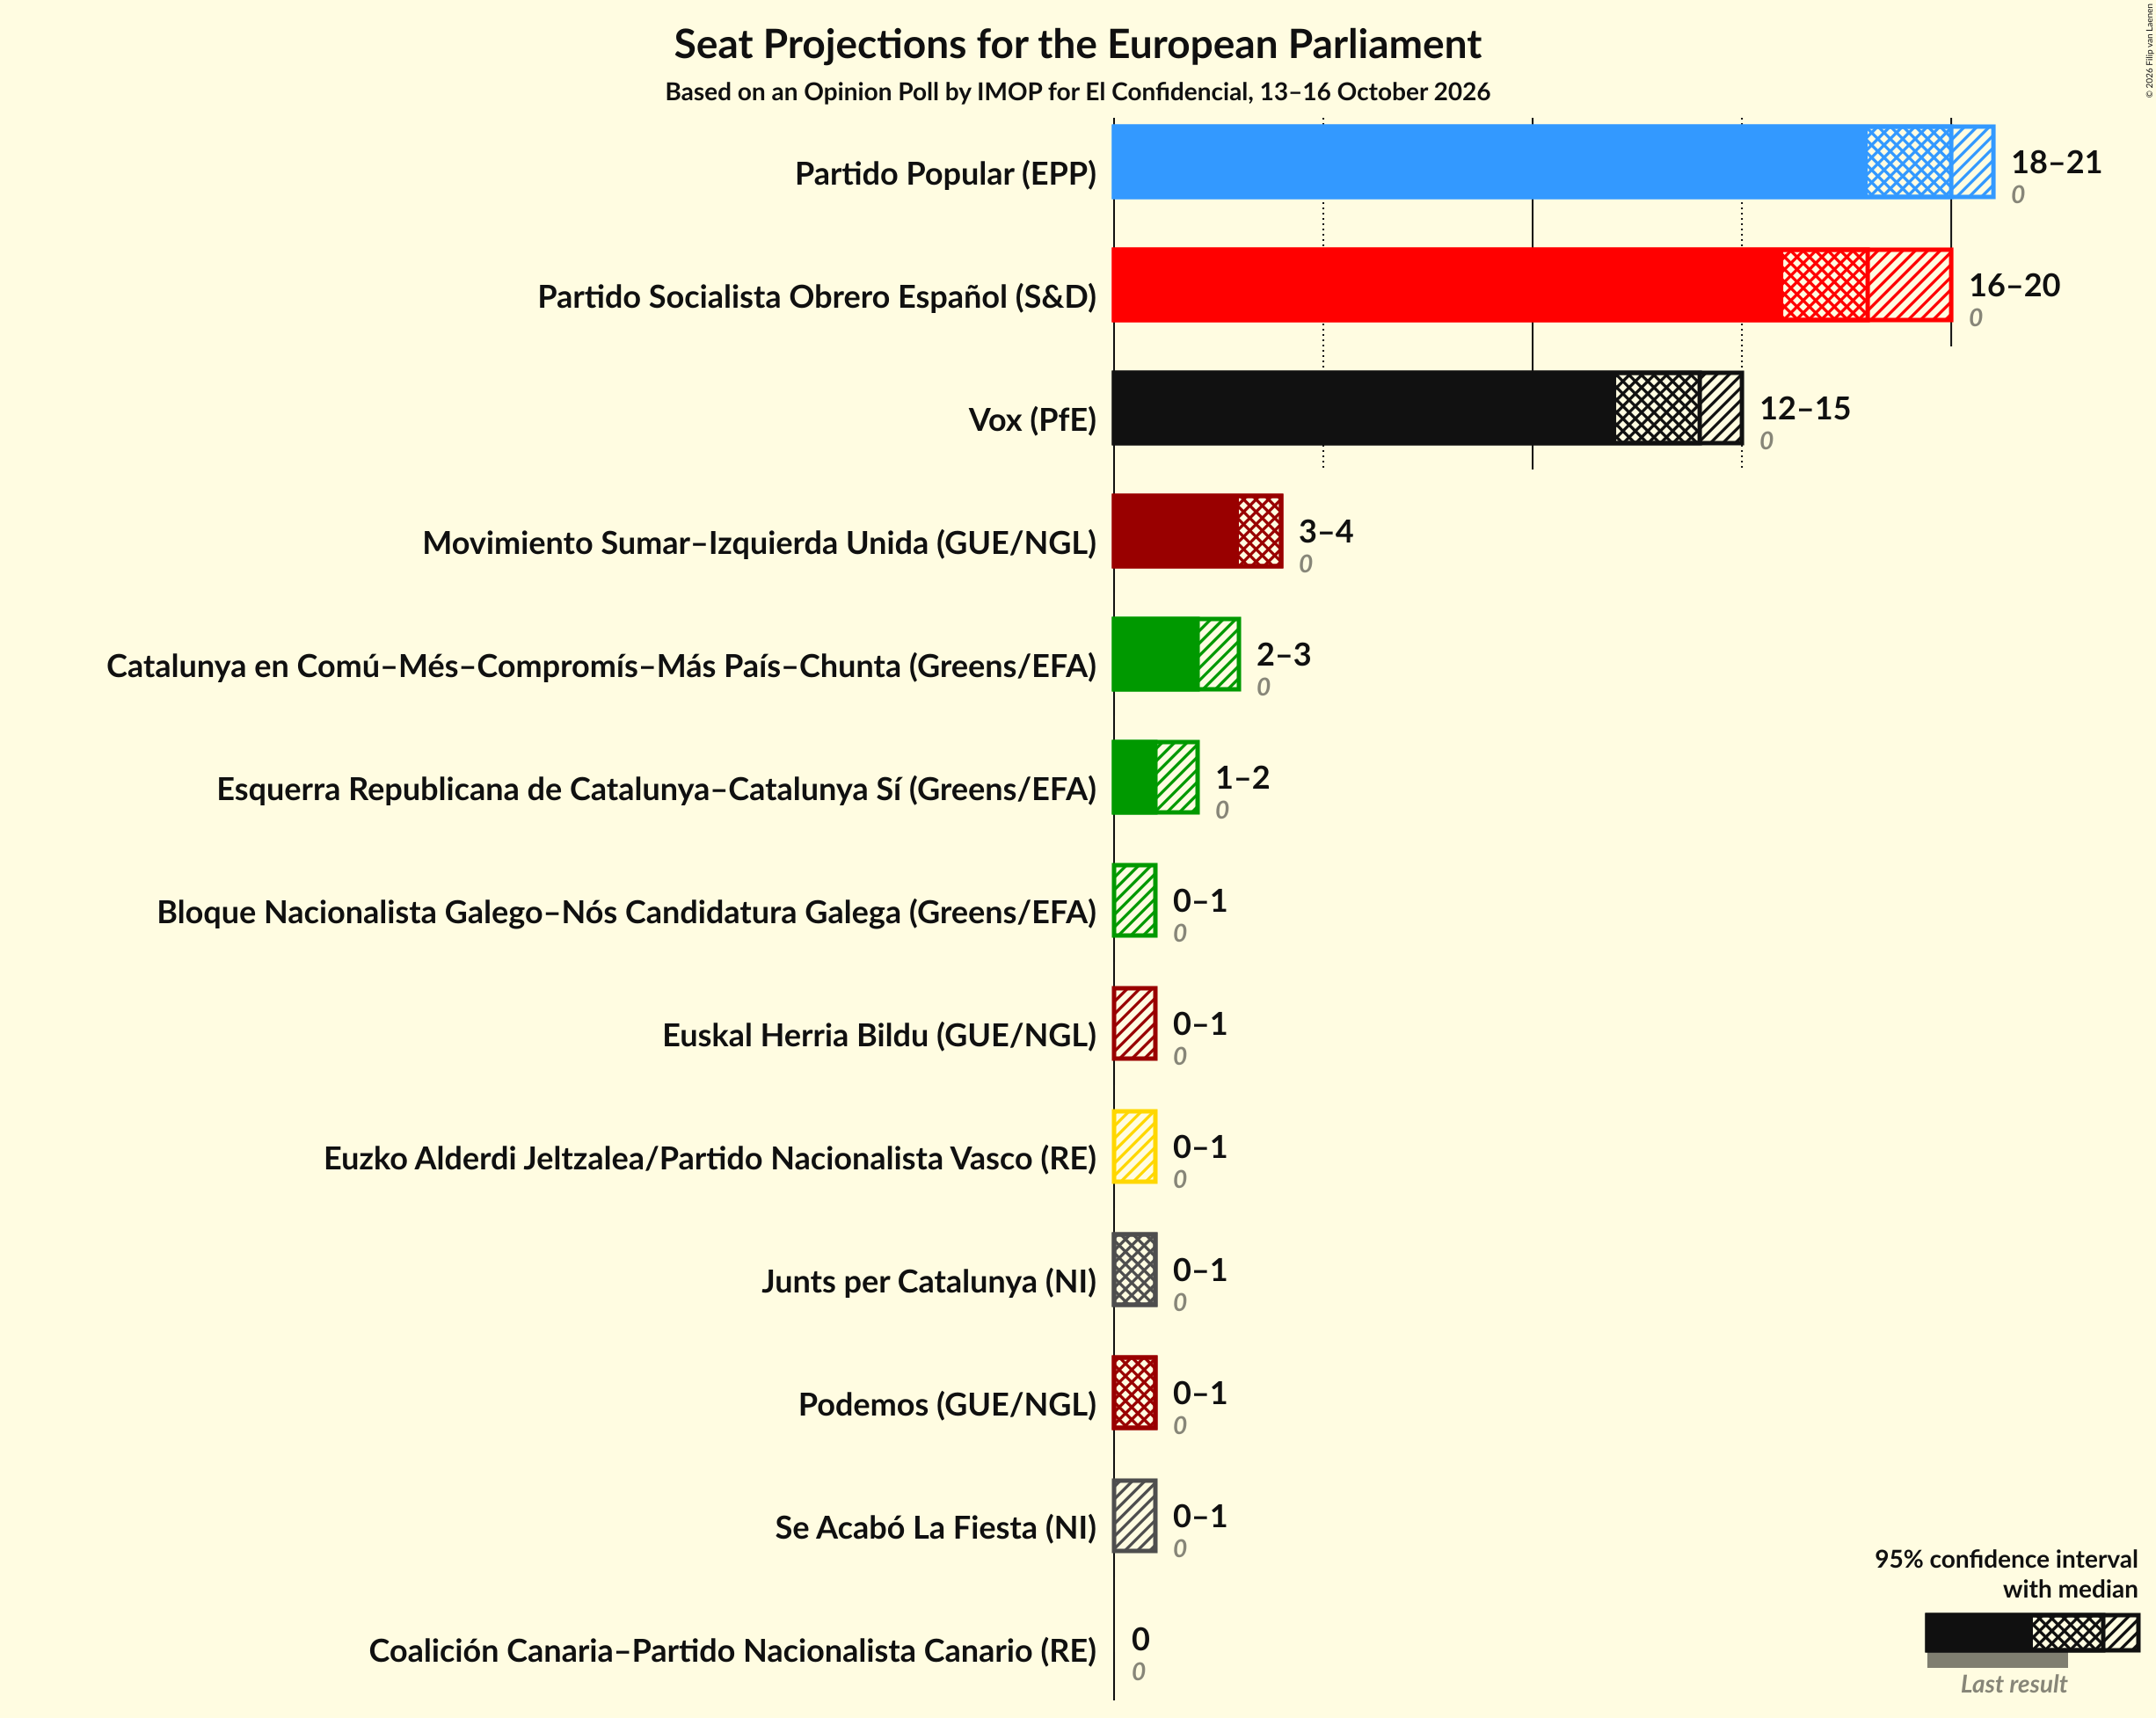 Seat Projections for the European Parliament
Based on an Opinion Poll by IMOP for El Confidencial, 13–16 October 2026
© 2026 Filip van Laenen
Partido Popular (EPP)
18–21
0
Partido Socialista Obrero Español (S&D)
16–20
0
Vox (PfE)
12–15
0
Movimiento Sumar–Izquierda Unida (GUE/NGL)
3–4
0
Catalunya en Comú–Més–Compromís–Más País–Chunta (Greens/EFA)
2–3
0
Esquerra Republicana de Catalunya–Catalunya Sí (Greens/EFA)
1–2
0
Bloque Nacionalista Galego–Nós Candidatura Galega (Greens/EFA)
0–1
0
Euskal Herria Bildu (GUE/NGL)
0–1
0
Euzko Alderdi Jeltzalea/Partido Nacionalista Vasco (RE)
0–1
0
Junts per Catalunya (NI)
0–1
0
Podemos (GUE/NGL)
0–1
0
Se Acabó La Fiesta (NI)
0–1
0
Coalición Canaria–Partido Nacionalista Canario (RE)
0
0
95% confidence interval
with median
Last result